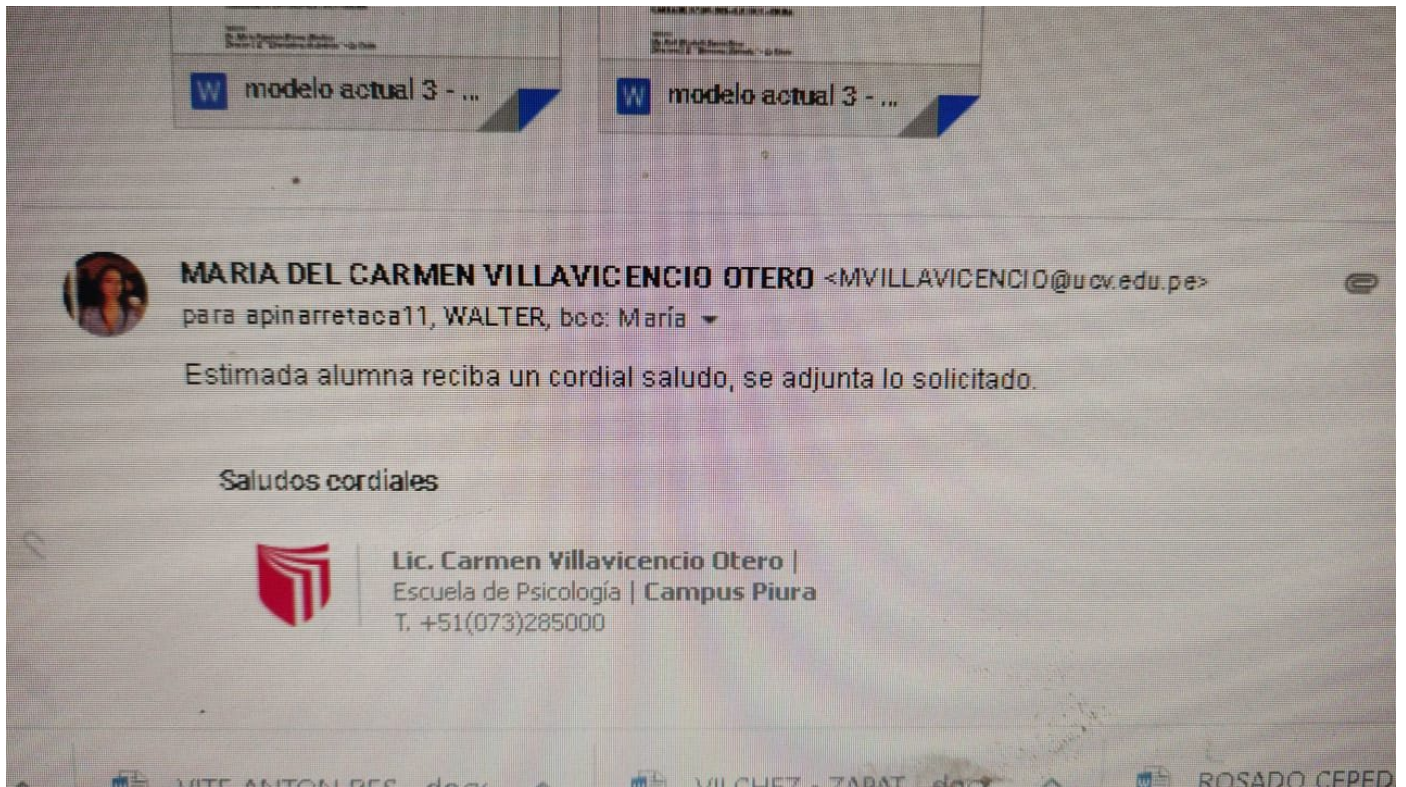 W modelo actual 3 - ...
W modelo actual 3 - ...
MARIA DEL CARMEN VILLAVICENCIO OTERO <MVILLAVICENCIO@ucv.edu.pe>
para apinarretaca11, WALTER, bcc: María
Estimada alumna reciba un cordial saludo, se adjunta lo solicitado.
Saludos cordiales
Lic. Carmen Villavicencio Otero |
Escuela de Psicología | Campus Piura
T. +51(073)285000
VILCHEZ - ZAPAT
ROSADO CEPED